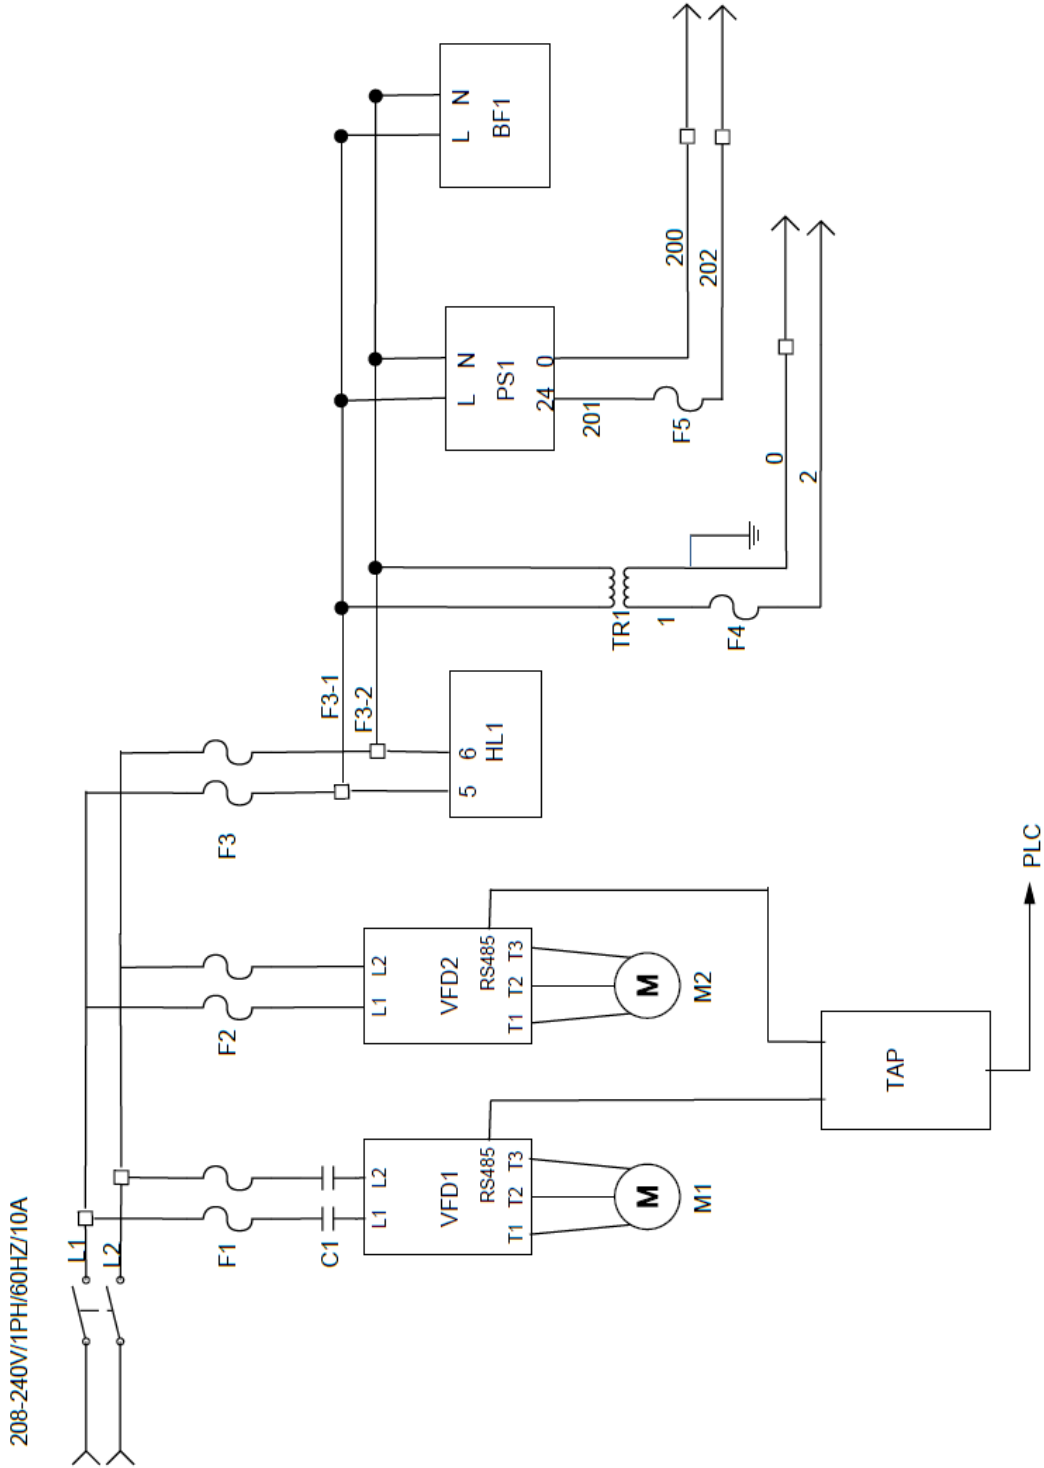 208-240V/1PH/60HZ/10A
L1
L2
F1
C1
L1 L2
VFD1
RS485
T1 T2 T3
M
M1
F2
L1 L2
VFD2
RS485
T1 T2 T3
M
M2
TAP
PLC
F3
F3-1
F3-2
5 6
HL1
TR1
1
F4
0
2
L N
PS1
24 0
201
F5
200
202
L N
BF1